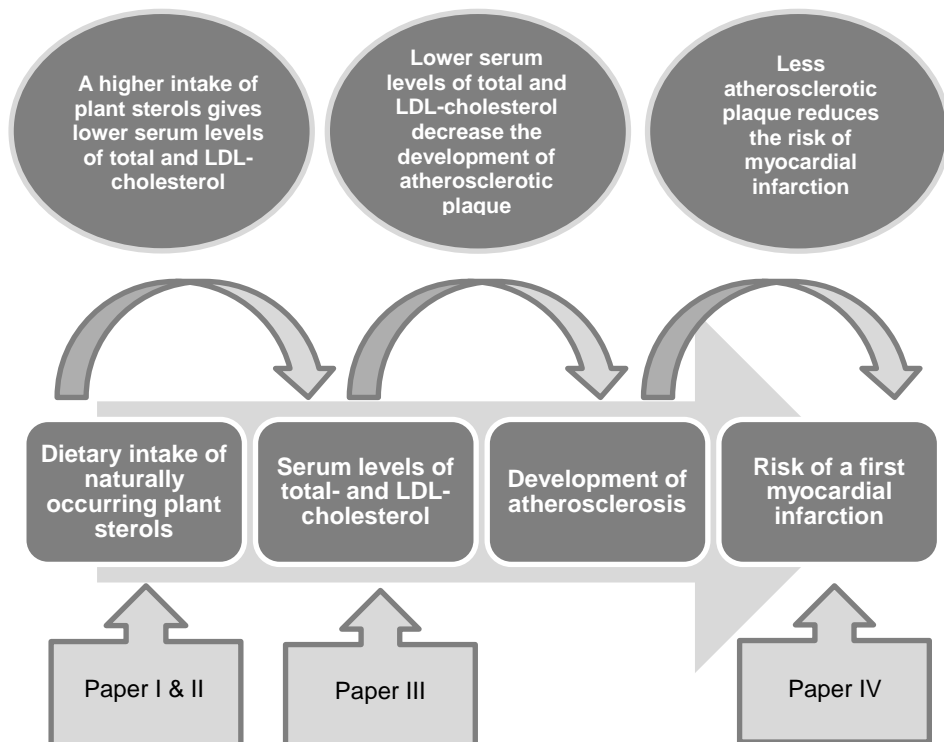 A higher intake of
plant sterols gives
lower serum levels
of total and LDL-
cholesterol
Lower serum
levels of total and
LDL-cholesterol
decrease the
development of
atherosclerotic
plaque
Less
atherosclerotic
plaque reduces
the risk of
myocardial
infarction
Dietary intake of
naturally
occurring plant
sterols
Serum levels of
total- and LDL-
cholesterol
Development of
atherosclerosis
Risk of a first
myocardial
infarction
Paper I & II
Paper III
Paper IV